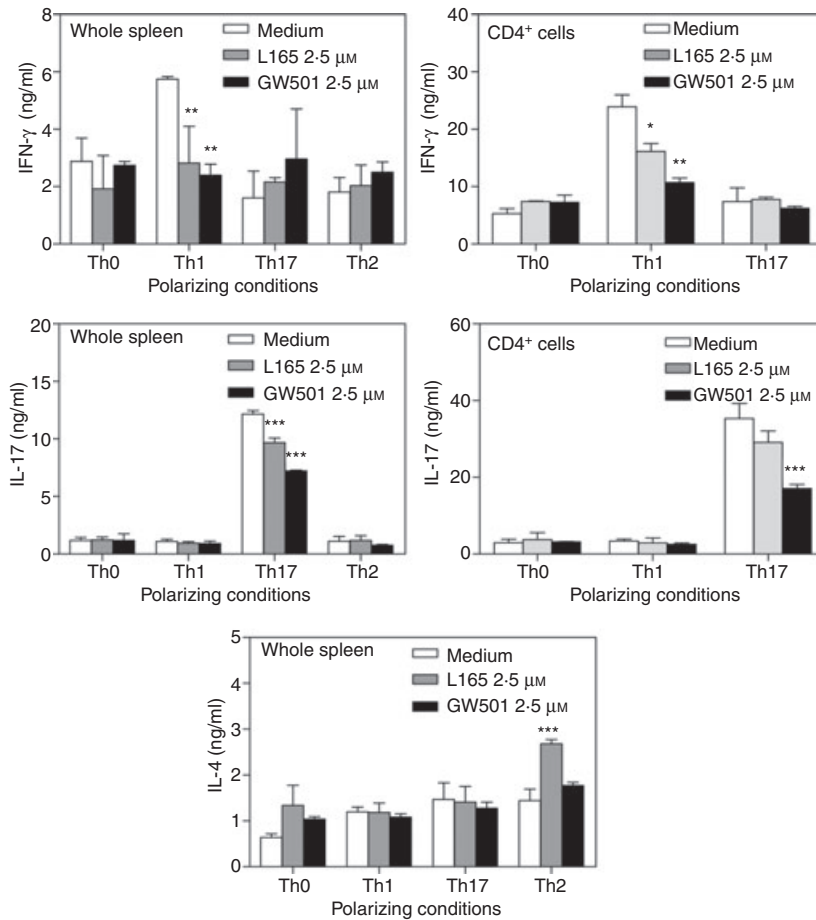 Whole spleen
Medium
L165 2·5 μM
GW501 2·5 μM
IFN-γ (ng/ml)
8
6
4
2
0
**
**
Th0 Th1 Th17 Th2
Polarizing conditions
CD4+ cells
Medium
L165 2·5 μM
GW501 2·5 μM
IFN-γ (ng/ml)
40
30
20
10
0
*
**
Th0 Th1 Th17
Polarizing conditions
Whole spleen
Medium
L165 2·5 μM
GW501 2·5 μM
IL-17 (ng/ml)
20
15
10
5
0
***
***
Th0 Th1 Th17 Th2
Polarizing conditions
CD4+ cells
Medium
L165 2·5 μM
GW501 2·5 μM
IL-17 (ng/ml)
60
40
20
0
***
Th0 Th1 Th17
Polarizing conditions
Whole spleen
Medium
L165 2·5 μM
GW501 2·5 μM
IL-4 (ng/ml)
5
4
3
2
1
0
***
Th0 Th1 Th17 Th2
Polarizing conditions